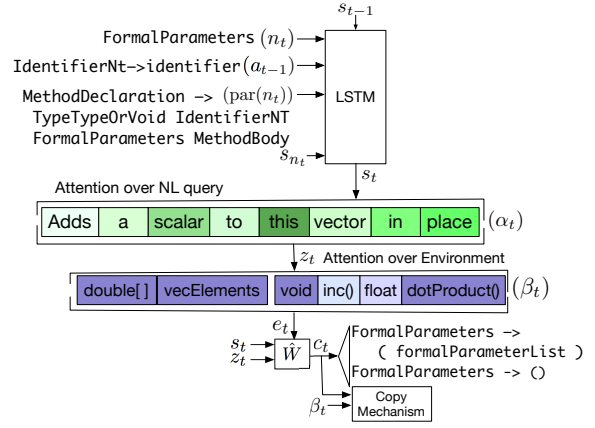 s_{t-1}
FormalParameters (n_t)
IdentifierNt->identifier(a_{t-1})
MethodDeclaration -> (par(n_t))
TypeTypeOrVoid IdentifierNT
FormalParameters MethodBody
s_{n_t}
LSTM
s_t
Attention over NL query
Adds a scalar to this vector in place (α_t)
z_t Attention over Environment
double[ ] vecElements void inc() float dotProduct() (β_t)
e_t
s_t
z_t
Ŵ
c_t
FormalParameters ->
( formalParameterList )
FormalParameters -> ()
β_t
Copy
Mechanism